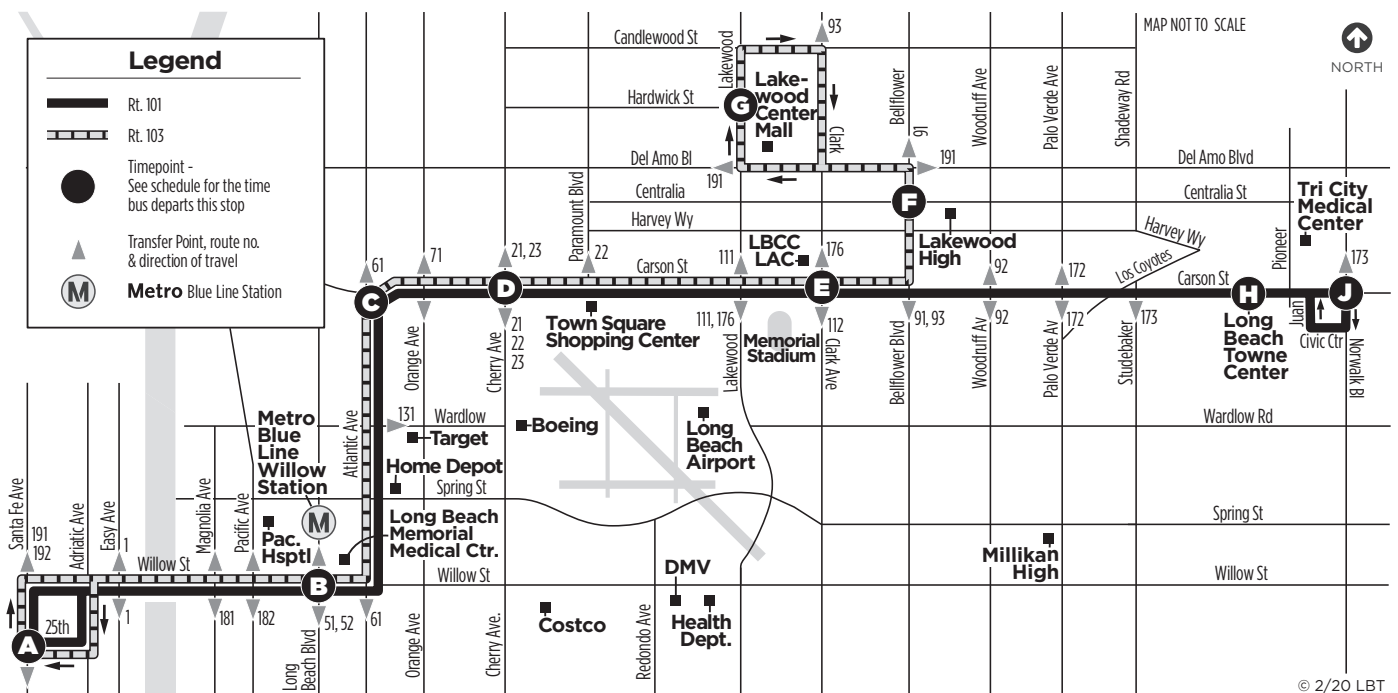 Legend
Rt. 101
Rt. 103
Timepoint -
See schedule for the time
bus departs this stop
Transfer Point, route no.
& direction of travel
M
Metro Blue Line Station
MAP NOT TO SCALE
NORTH
Candlewood St
Lakewood
93
Lake-
wood
Center
Mall
G
Hardwick St
Clark
Bellflower
91
Woodruff Ave
Palo Verde Ave
Shadeway Rd
Del Amo Bl
191
191
Del Amo Blvd
Paramount Blvd
Centralia
F
Centralia St
Harvey Wy
Lakewood
High
Harvey Wy
Los Coyotes
Pioneer
Tri City
Medical
Center
61
71
21, 23
22
Carson St
111
LBCC
LAC
176
92
172
Carson St
173
C
D
E
H
J
Orange Ave
Cherry Ave
21
22
23
Town Square
Shopping Center
111, 176
Lakewood
Memorial
Stadium
112
Clark Ave
Bellflower Blvd
91, 93
Woodruff Av
92
Palo Verde Av
172
Studebaker
173
Long
Beach
Towne
Center
Juan
Civic Ctr
Norwalk Bl
Metro
Blue
Line
Willow
Station
Atlantic Ave
131
Wardlow
Target
Boeing
Long
Beach
Airport
Wardlow Rd
Home Depot
Spring St
Spring St
Santa Fe Ave
191
192
Adriatic Ave
Easy Ave
1
Magnolia Ave
Pacific Ave
Pac.
Hsptl
M
Long Beach
Memorial
Medical Ctr.
Willow St
B
Willow St
DMV
Millikan
High
Willow St
A
25th
1
181
182
Long
Beach Blvd
51, 52
61
Orange Ave
Cherry Ave.
Costco
Redondo Ave
Health
Dept.
© 2/20 LBT